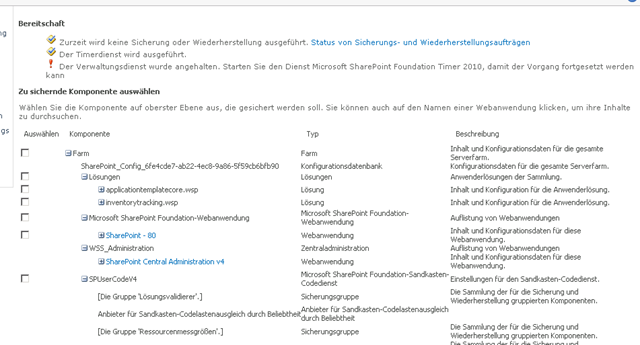 Bereitschaft
Zurzeit wird keine Sicherung oder Wiederherstellung ausgeführt. Status von Sicherungs- und Wiederherstellungsaufträgen
Der Timerdienst wird ausgeführt.
Der Verwaltungsdienst wurde angehalten. Starten Sie den Dienst Microsoft SharePoint Foundation Timer 2010, damit der Vorgang fortgesetzt werden
kann
Zu sichernde Komponente auswählen
Wählen Sie die Komponente auf oberster Ebene aus, die gesichert werden soll. Sie können auch auf den Namen einer Webanwendung klicken, um ihre Inhalte
zu durchsuchen.
Auswählen Komponente Typ Beschreibung
Farm Farm Inhalt und Konfigurationsdaten für die gesamte
Serverfarm.
SharePoint_Config_6fe4cde7-ab22-4ec8-9a86-5f59cb6bfb90 Konfigurationsdatenbank Konfigurationsdaten für die gesamte Serverfarm.
Lösungen Lösungen Anwenderlösungen der Sammlung.
applicationtemplatecore.wsp Lösung Inhalt und Konfiguration für die Anwenderlösung.
inventorytracking.wsp Lösung Inhalt und Konfiguration für die Anwenderlösung.
Microsoft SharePoint Foundation-Webanwendung Microsoft SharePoint Foundation-
Webanwendung Auflistung von Webanwendungen
SharePoint - 80 Webanwendung Inhalt und Konfigurationsdaten für diese
Webanwendung.
WSS_Administration Zentraladministration Auflistung von Webanwendungen
SharePoint Central Administration v4 Webanwendung Inhalt und Konfigurationsdaten für diese
Webanwendung.
SPUserCodeV4 Microsoft SharePoint Foundation-Sandkasten-
Codedienst Einstellungen für den Sandkasten-Codedienst.
[Die Gruppe 'Lösungsvalidierer'.] Sicherungsgruppe Die Sammlung der für die Sicherung und
Wiederherstellung gruppierten Komponenten.
Anbieter für Sandkasten-Codelastenausgleich durch Beliebtheit Anbieter für Sandkasten-Codelastenausgleich
durch Beliebtheit
[Die Gruppe 'Ressourcenmessgrößen'.] Sicherungsgruppe Die Sammlung der für die Sicherung und
Wiederherstellung gruppierten Komponenten.
Die Sammlung der für die Sicherung und